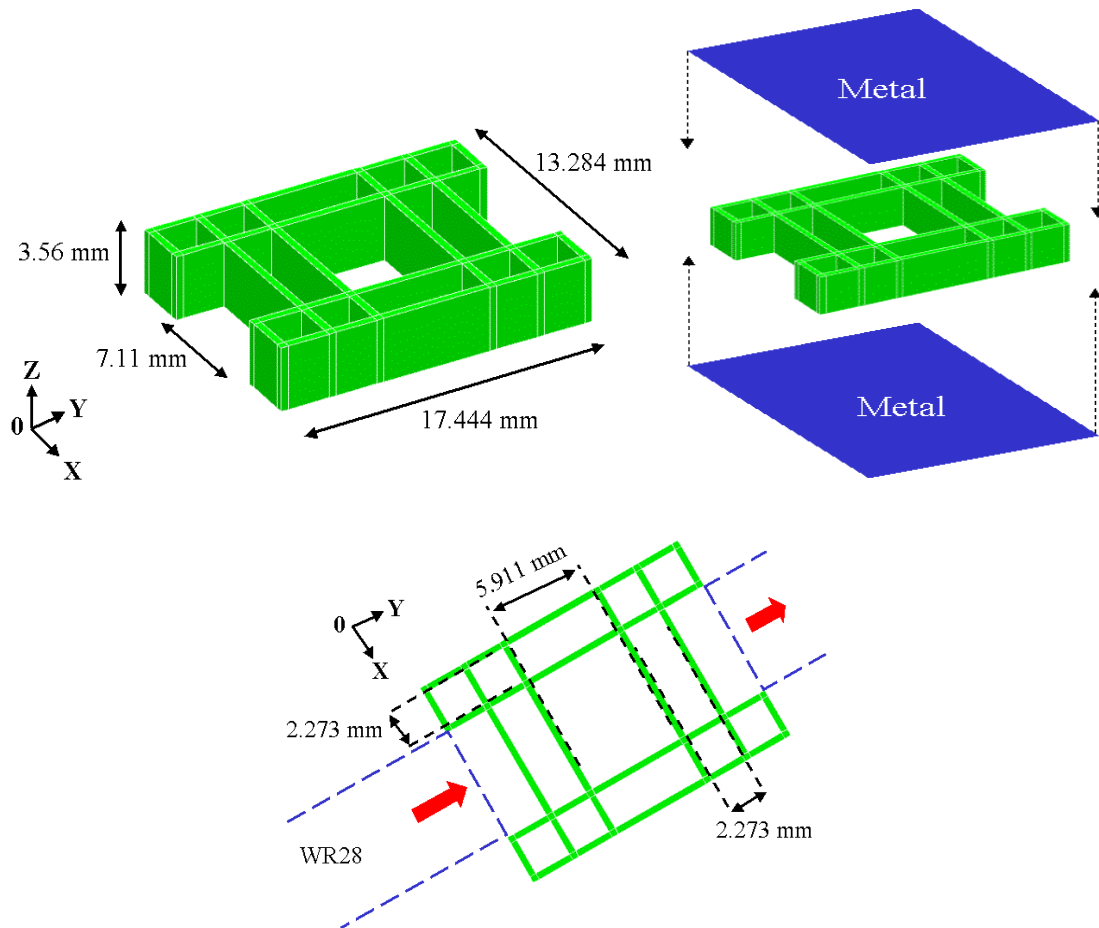 Metal
13.284 mm
3.56 mm
7.11 mm
17.444 mm
Z
0
Y
X
Metal
5.911 mm
0
Y
X
2.273 mm
2.273 mm
WR28